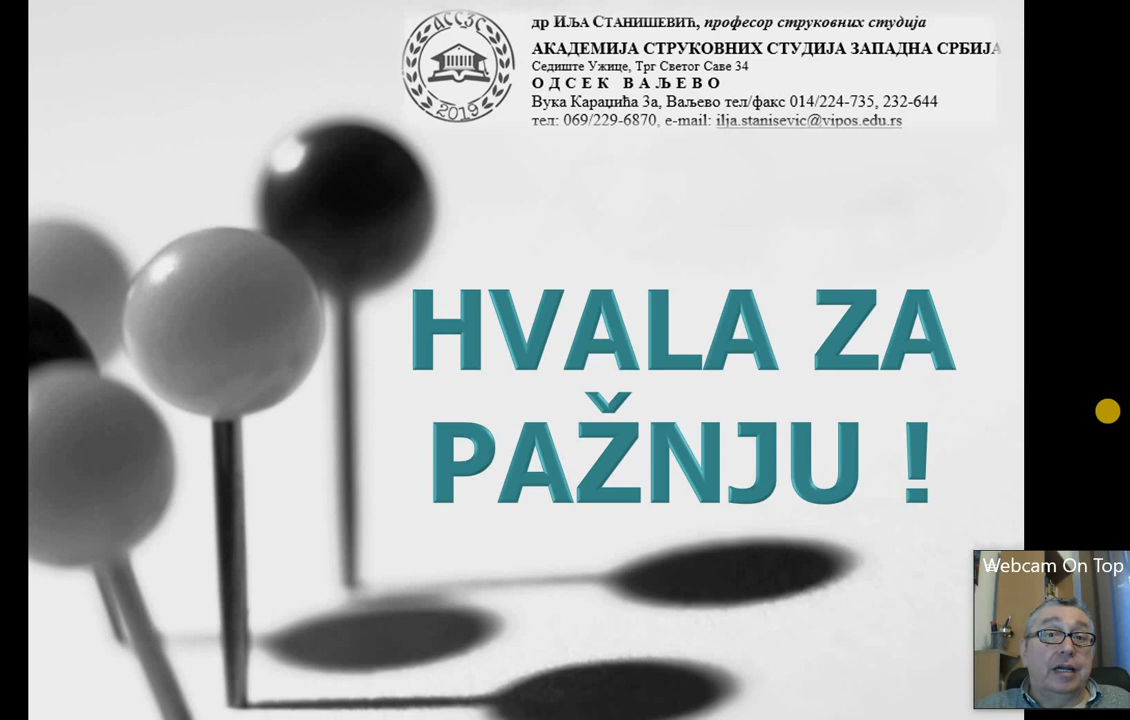 др Иља Станишевић, професор струковних студија
АКАДЕМИЈА СТРУКОВНИХ СТУДИЈА ЗАПАДНА СРБИЈА
Седиште Ужице, Трг Светог Саве 34
ОДСЕК ВАЉЕВО
Вука Караџића 3а, Ваљево тел/факс 014/224-735, 232-644
тел: 069/229-6870, e-mail: ilja.stanisevic@vipos.edu.rs
АССЗС
2019
HVALA ZA
PAŽNJU !
Webcam On Top